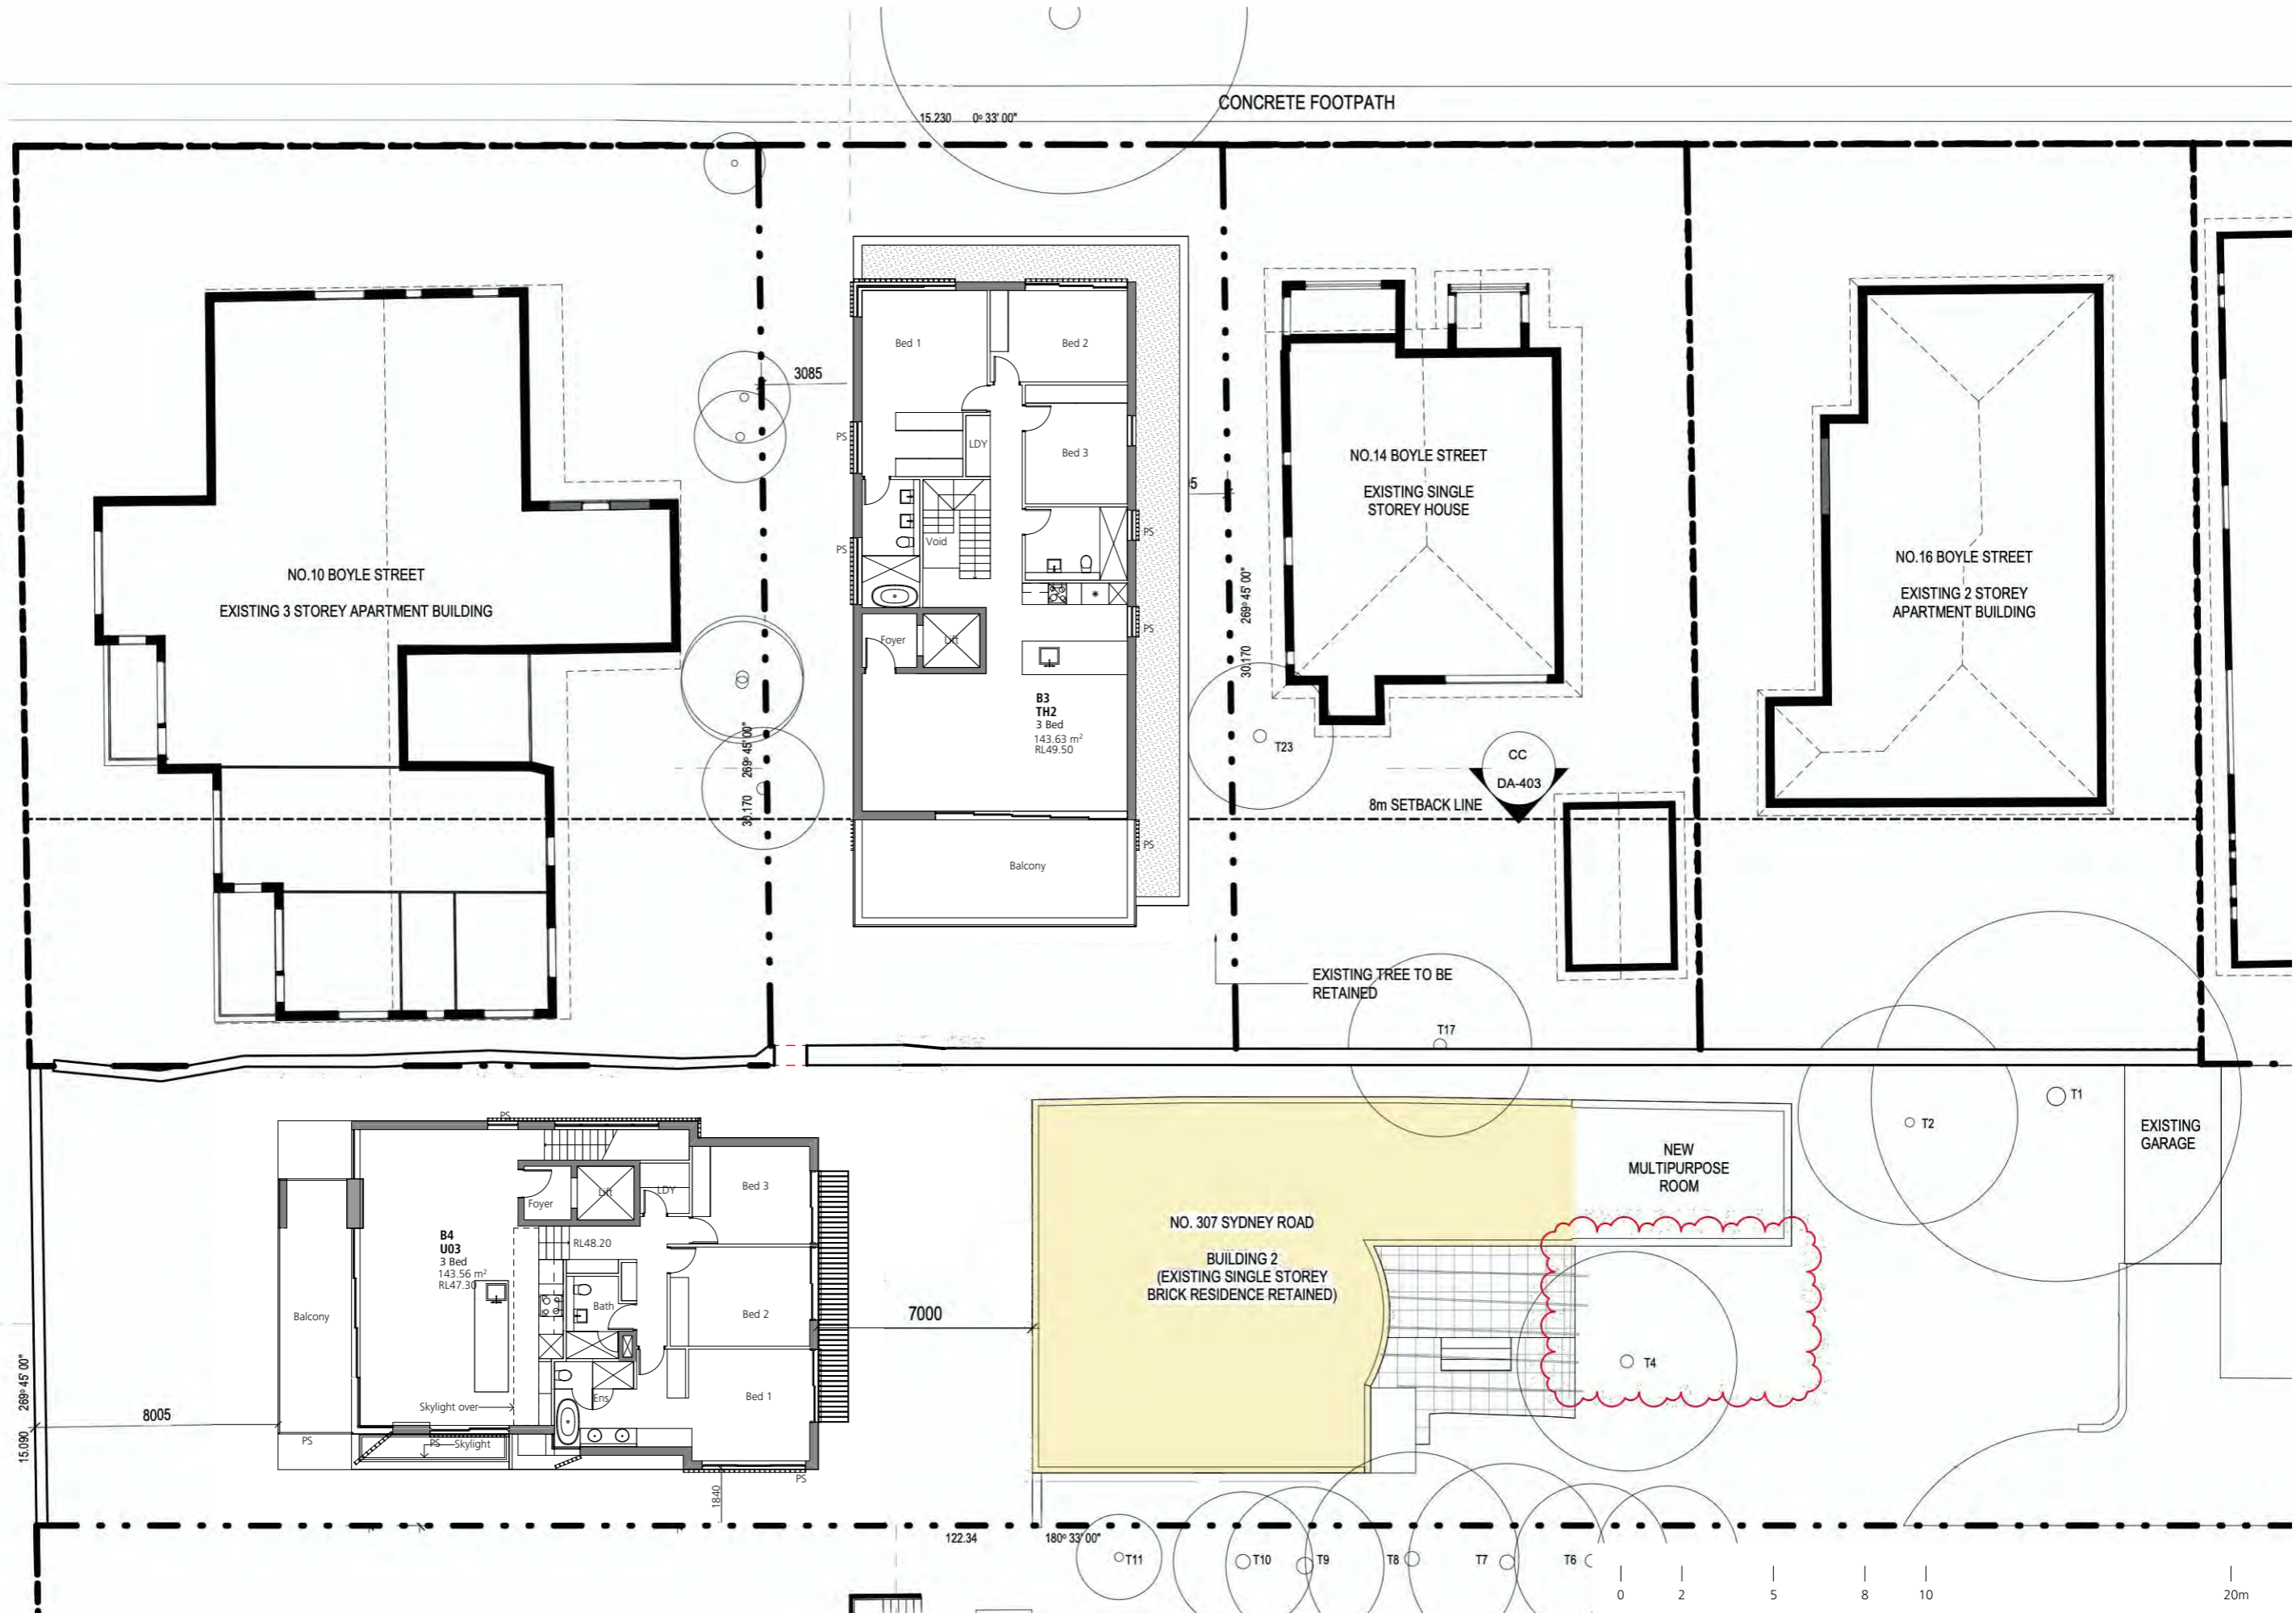 CONCRETE FOOTPATH
15.230 0º 33' 00"
Bed 1
Bed 2
3085
PS
LDY
Bed 3
NO.14 BOYLE STREET
EXISTING SINGLE
STOREY HOUSE
5
PS
Void
PS
NO.10 BOYLE STREET
EXISTING 3 STOREY APARTMENT BUILDING
NO.16 BOYLE STREET
EXISTING 2 STOREY
APARTMENT BUILDING
30.170 269º 45' 00"
Foyer
Lift
PS
B3
TH2
3 Bed
143.63 m²
RL49.50
30.170 269º 45' 00"
T23
CC
DA-403
8m SETBACK LINE
Balcony
PS
EXISTING TREE TO BE
RETAINED
T17
T1
T2
EXISTING
GARAGE
PS
NEW
MULTIPURPOSE
ROOM
Foyer
Lift
LDY
Bed 3
B4
U03
3 Bed
143.56 m²
RL47.30
RL48.20
NO. 307 SYDNEY ROAD
BUILDING 2
(EXISTING SINGLE STOREY
BRICK RESIDENCE RETAINED)
Balcony
Bath
Bed 2
7000
T4
Ens
Bed 1
Skylight over
8005
15.090 269º 45' 00"
PS
PS
Skylight
PS
1840
122.34 180º 33' 00"
T11
T10
T9
T8
T7
T6
0 2 5 8 10 20m